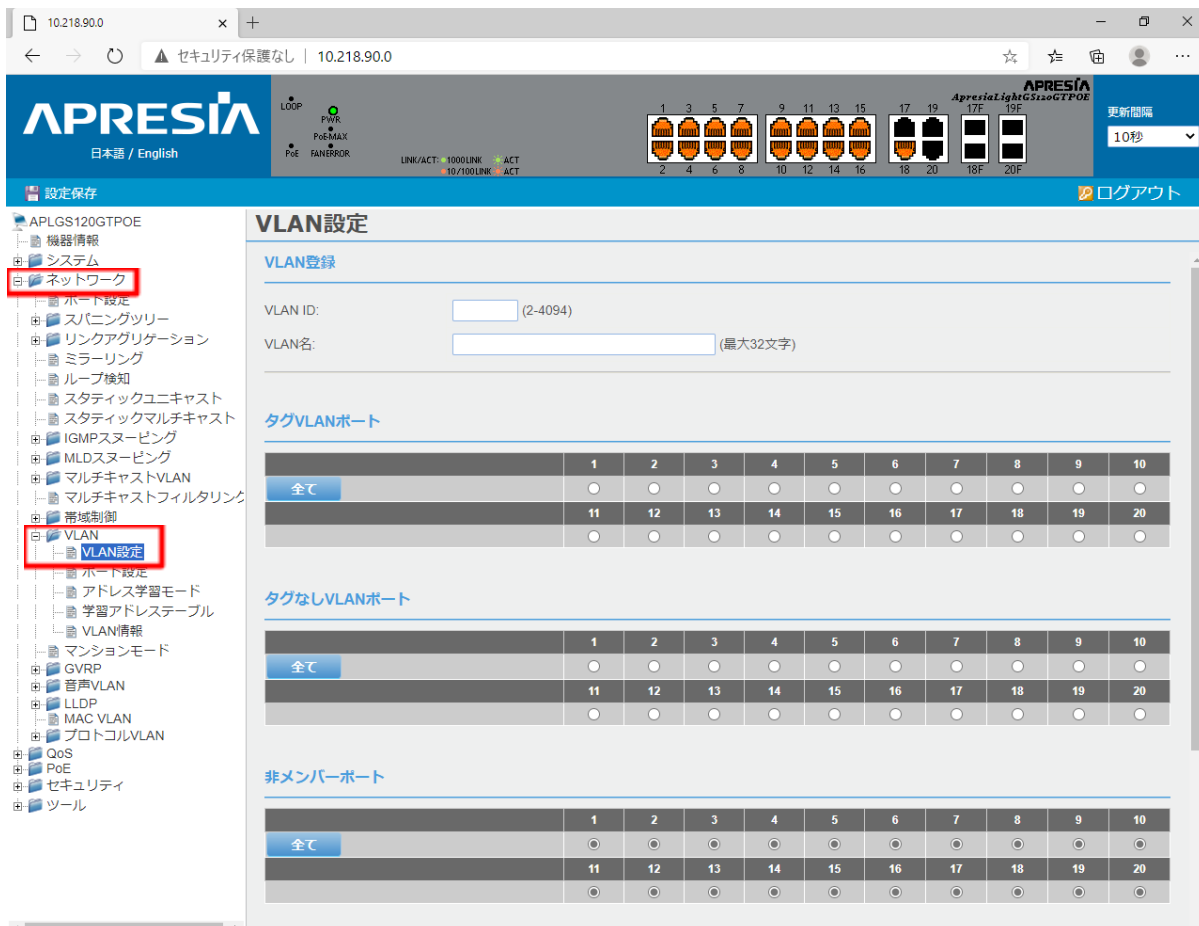 10.218.90.0
セキュリティ保護なし | 10.218.90.0
APRESIA
日本語 / English
LOOP
PWR
PoE-MAX
PoE FANERROR
LINK/ACT: 1000LINK ACT
10/100LINK ACT
1 3 5 7 9 11 13 15 17 19 17F 19F
2 4 6 8 10 12 14 16 18 20 18F 20F
APRESIA
ApresiaLightGS120GTPOE
更新間隔
10秒
設定保存
ログアウト
APLGS120GTPOE
機器情報
システム
ネットワーク
ポート設定
スパニングツリー
リンクアグリゲーション
ミラーリング
ループ検知
スタティックユニキャスト
スタティックマルチキャスト
IGMPスヌーピング
MLDスヌーピング
マルチキャストVLAN
マルチキャストフィルタリング
帯域制御
VLAN
VLAN設定
ポート設定
アドレス学習モード
学習アドレステーブル
VLAN情報
マンションモード
GVRP
音声VLAN
LLDP
MAC VLAN
プロトコルVLAN
QoS
PoE
セキュリティ
ツール
VLAN設定
VLAN登録
VLAN ID: (2-4094)
VLAN名: (最大32文字)
タグVLANポート
1 2 3 4 5 6 7 8 9 10
全て
11 12 13 14 15 16 17 18 19 20
タグなしVLANポート
1 2 3 4 5 6 7 8 9 10
全て
11 12 13 14 15 16 17 18 19 20
非メンバーポート
1 2 3 4 5 6 7 8 9 10
全て
11 12 13 14 15 16 17 18 19 20